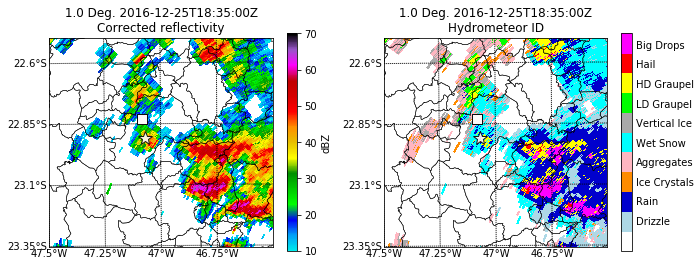 1.0 Deg. 2016-12-25T18:35:00Z
Corrected reflectivity
22.6°S
22.85°S
23.1°S
23.35°S
47.5°W
47.25°W
47°W
46.75°W
70
60
50
40
30
20
10
dBZ
1.0 Deg. 2016-12-25T18:35:00Z
Hydrometeor ID
22.6°S
22.85°S
23.1°S
23.35°S
47.5°W
47.25°W
47°W
46.75°W
Big Drops
Hail
HD Graupel
LD Graupel
Vertical Ice
Wet Snow
Aggregates
Ice Crystals
Rain
Drizzle